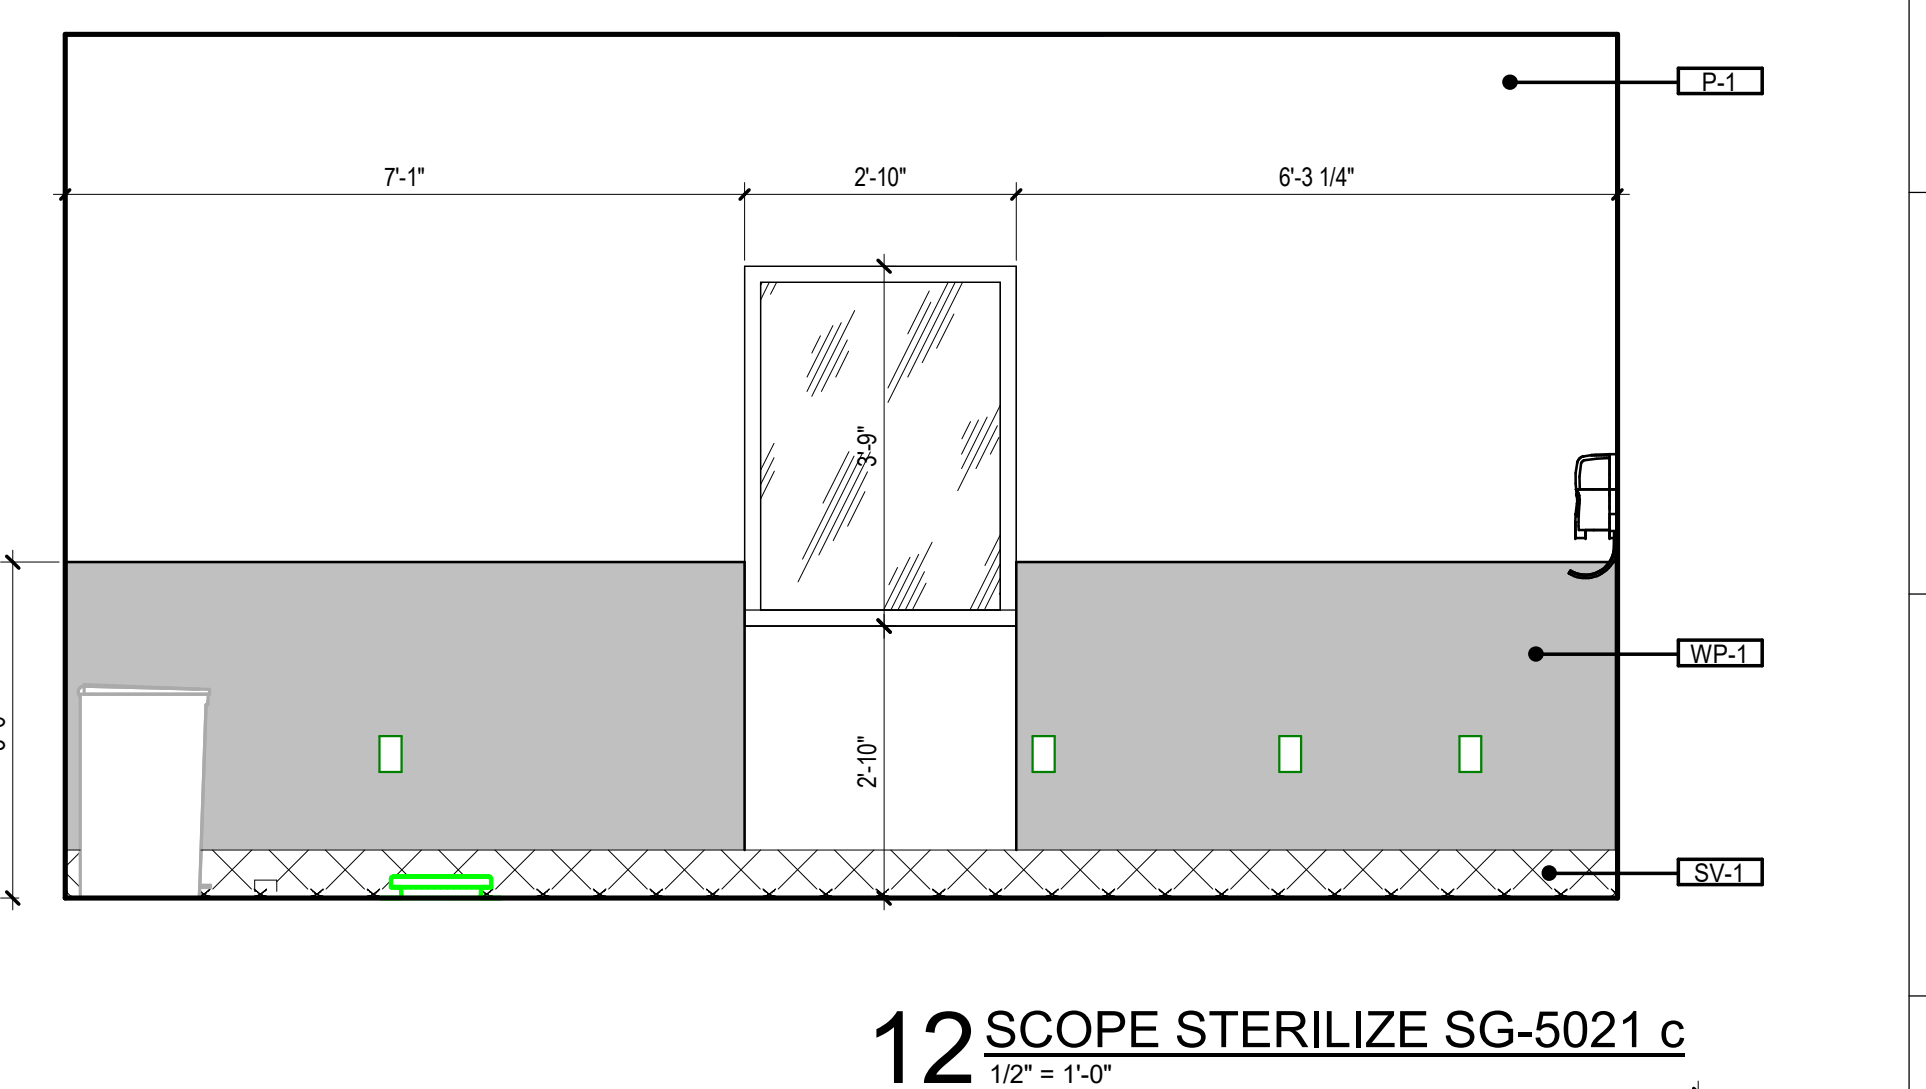 P-1
7'-1"
2'-10"
6'-3 1/4"
3'-9"
WP-1
2'-10"
SV-1
12 SCOPE STERILIZE SG-5021 c
1/2" = 1'-0"